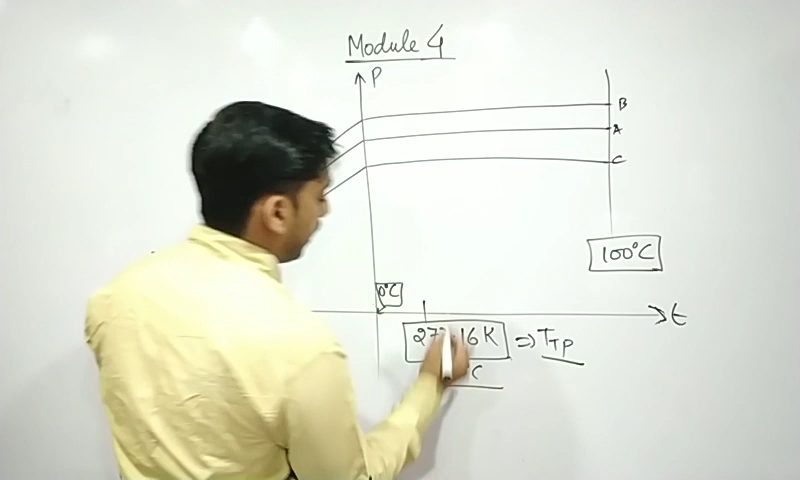 Module 4
P
B
A
C
100°C
0°C
t
16 K ⇒ T_TP
°C